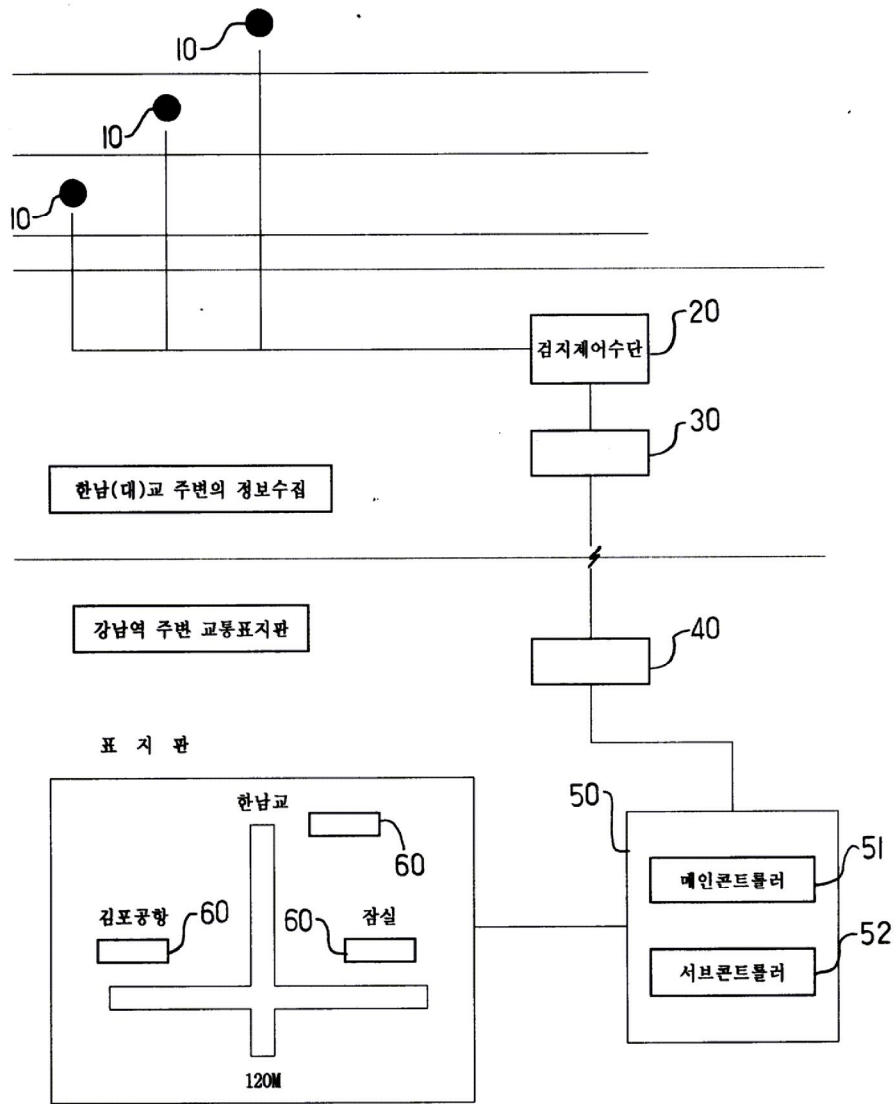 10
10
10
검지제어수단
20
30
한남(대)교 주변의 정보수집
강남역 주변 교통표지판
40
표 지 판
한남교
60
김포공항
60
60
잠실
120M
50
메인콘트롤러
51
서브콘트롤러
52